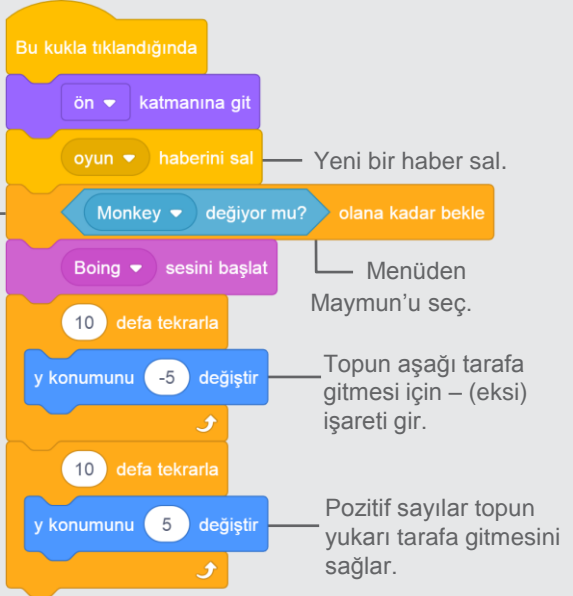 Bu kukla tıklandığında
ön katmanına git
oyun haberini sal
Yeni bir haber sal.
Monkey değiyor mu? olana kadar bekle
Boing sesini başlat
Menüden
Maymun’u seç.
10 defa tekrarla
y konumunu -5 değiştir
Topun aşağı tarafa
gitmesi için – (eksi)
işareti gir.
10 defa tekrarla
y konumunu 5 değiştir
Pozitif sayılar topun
yukarı tarafa gitmesini
sağlar.